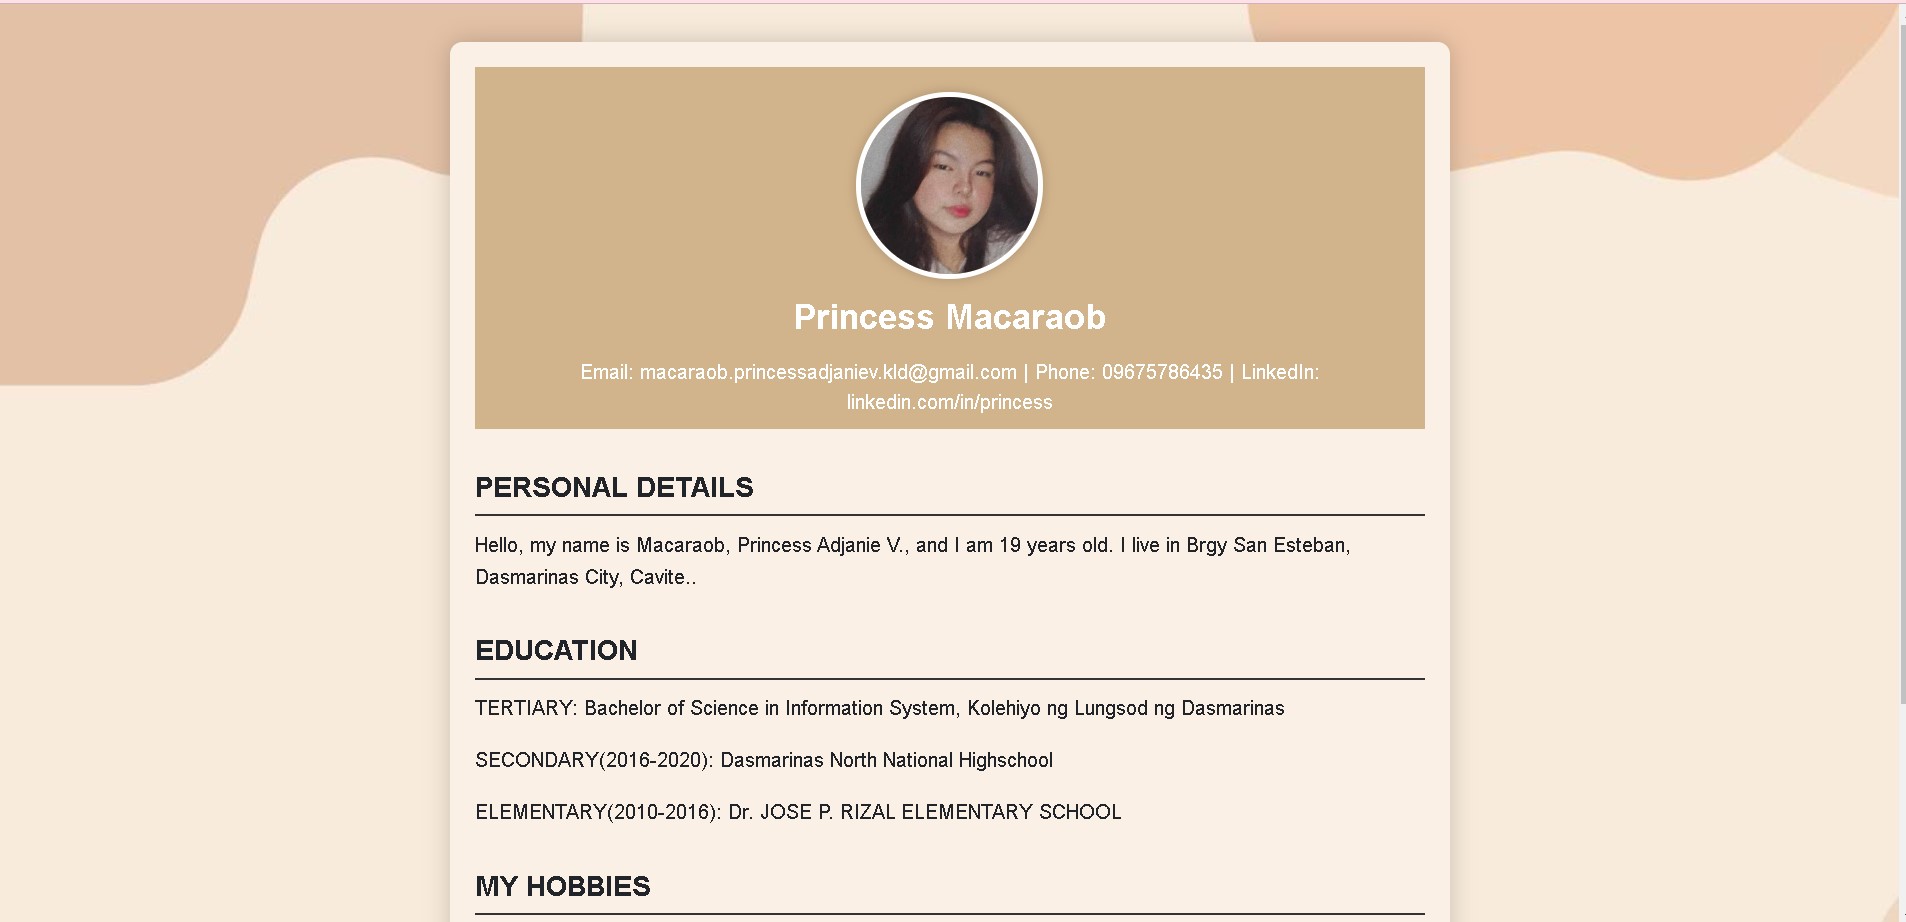 Princess Macaraob
Email: macaraob.princessadjaniev.kld@gmail.com | Phone: 09675786435 | LinkedIn:
linkedin.com/in/princess
PERSONAL DETAILS
Hello, my name is Macaraob, Princess Adjanie V., and I am 19 years old. I live in Brgy San Esteban,
Dasmarinas City, Cavite..
EDUCATION
TERTIARY: Bachelor of Science in Information System, Kolehiyo ng Lungsod ng Dasmarinas
SECONDARY(2016-2020): Dasmarinas North National Highschool
ELEMENTARY(2010-2016): Dr. JOSE P. RIZAL ELEMENTARY SCHOOL
MY HOBBIES